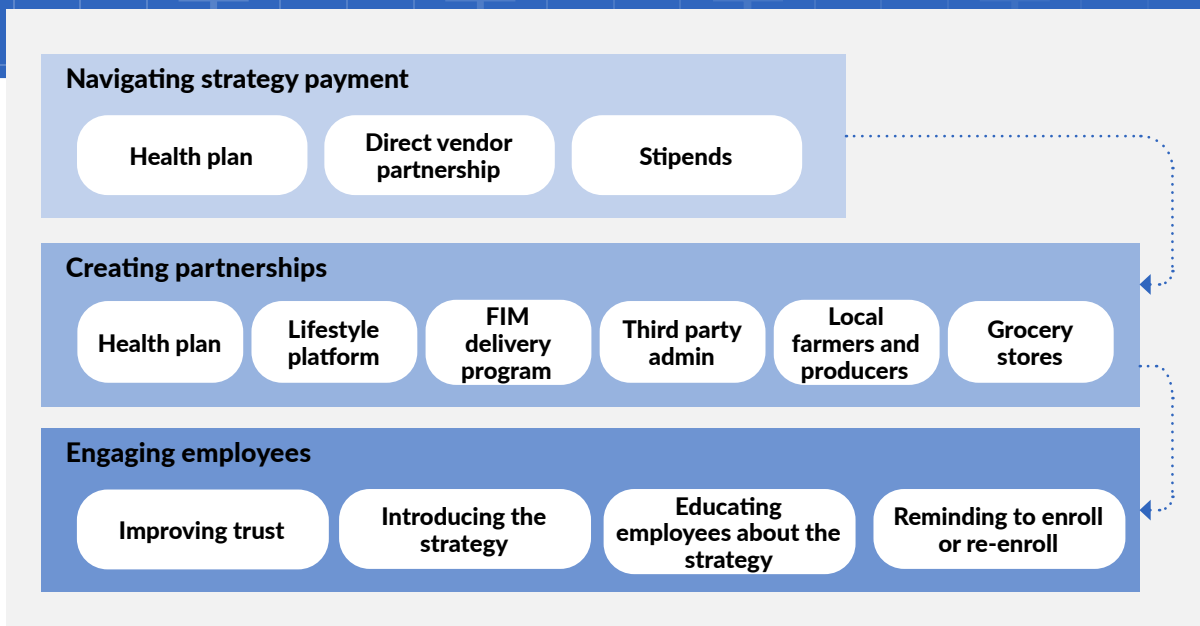 Navigating strategy payment
Health plan
Direct vendor
partnership
Stipends
Creating partnerships
Health plan
Lifestyle
platform
FIM
delivery
program
Third party
admin
Local
farmers and
producers
Grocery
stores
Engaging employees
Improving trust
Introducing the
strategy
Educating
employees about the
strategy
Reminding to enroll
or re-enroll